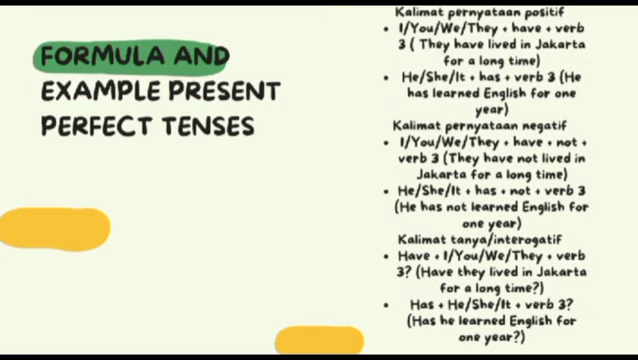 FORMULA AND
EXAMPLE PRESENT
PERFECT TENSES
Kalimat pernyataan positif
• I/You/We/They + have + verb
3 ( They have lived in Jakarta
for a long time)
• He/She/It + has + verb 3 (He
has learned English for one
year)
Kalimat pernyataan negatif
• I/You/We/They + have + not +
verb 3 (They have not lived in
Jakarta for a long time)
• He/She/It + has + not + verb 3
(He has not learned English for
one year)
Kalimat tanya/interogatif
• Have + I/You/We/They + verb
3? (Have they lived in Jakarta
for a long time?)
• Has + He/She/It + verb 3?
(Has he learned English for
one year?)